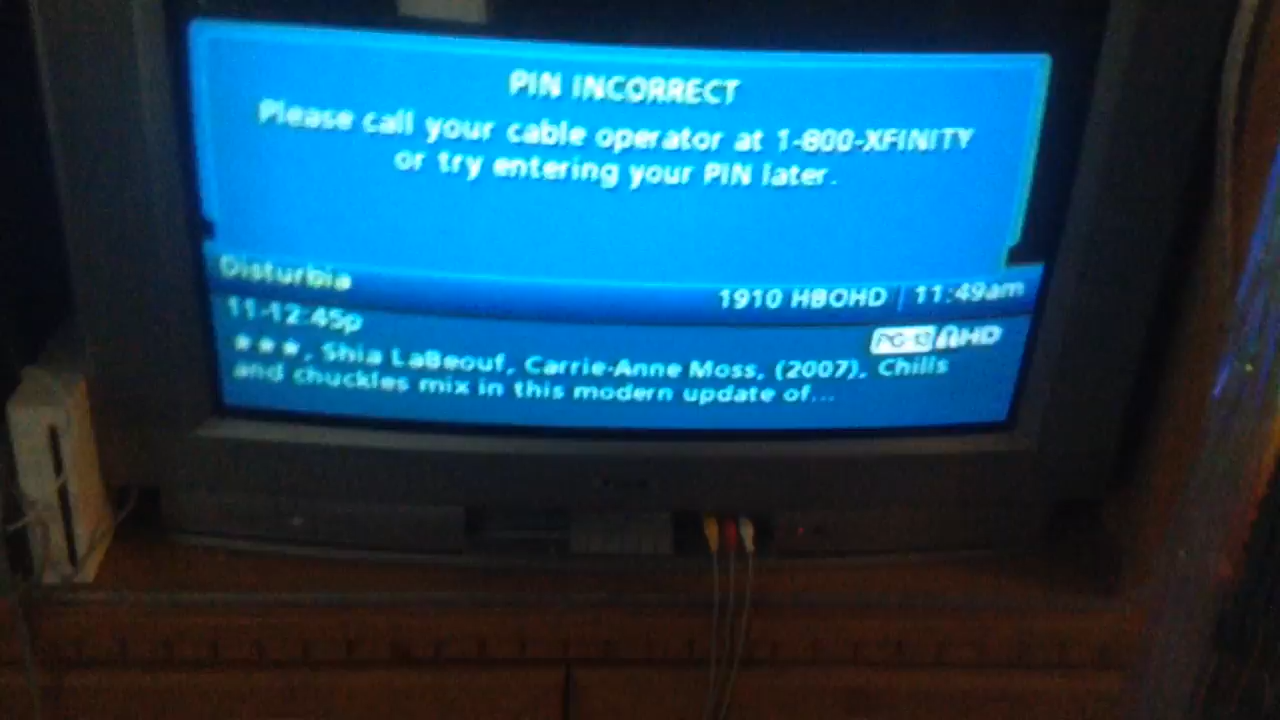 PIN INCORRECT
Please call your cable operator at 1-800-XFINITY
or try entering your PIN later.
Disturbia
1910 HBOHD | 11:49am
11-12:45p
PG-13 HD
★★★, Shia LaBeouf, Carrie-Anne Moss, (2007), Chills
and chuckles mix in this modern update of...